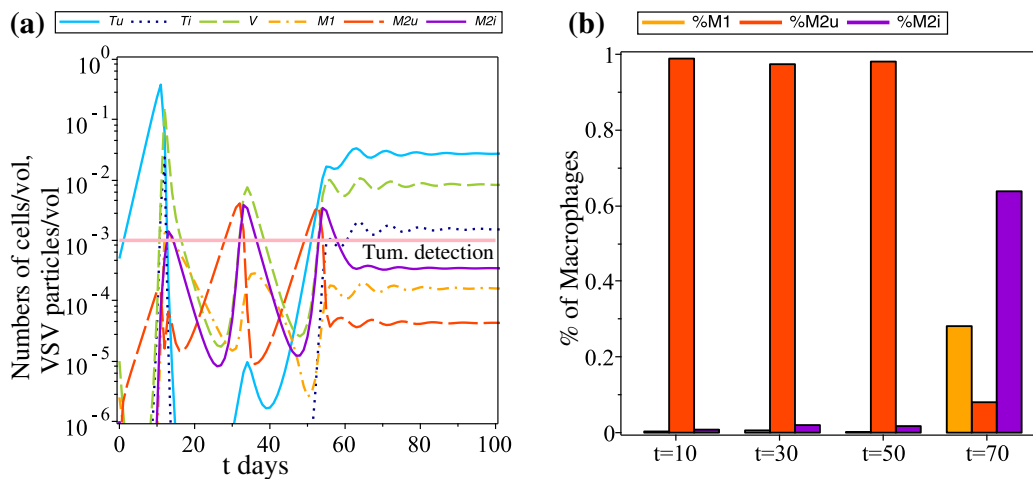 (a)
Tu Ti V M1 M2u M2i
Numbers of cells/vol,
VSV particles/vol
10^0
10^-1
10^-2
10^-3
10^-4
10^-5
10^-6
Tum. detection
0 20 40 60 80 100
t days
(b)
%M1 %M2u %M2i
% of Macrophages
1
0.8
0.6
0.4
0.2
0
t=10 t=30 t=50 t=70